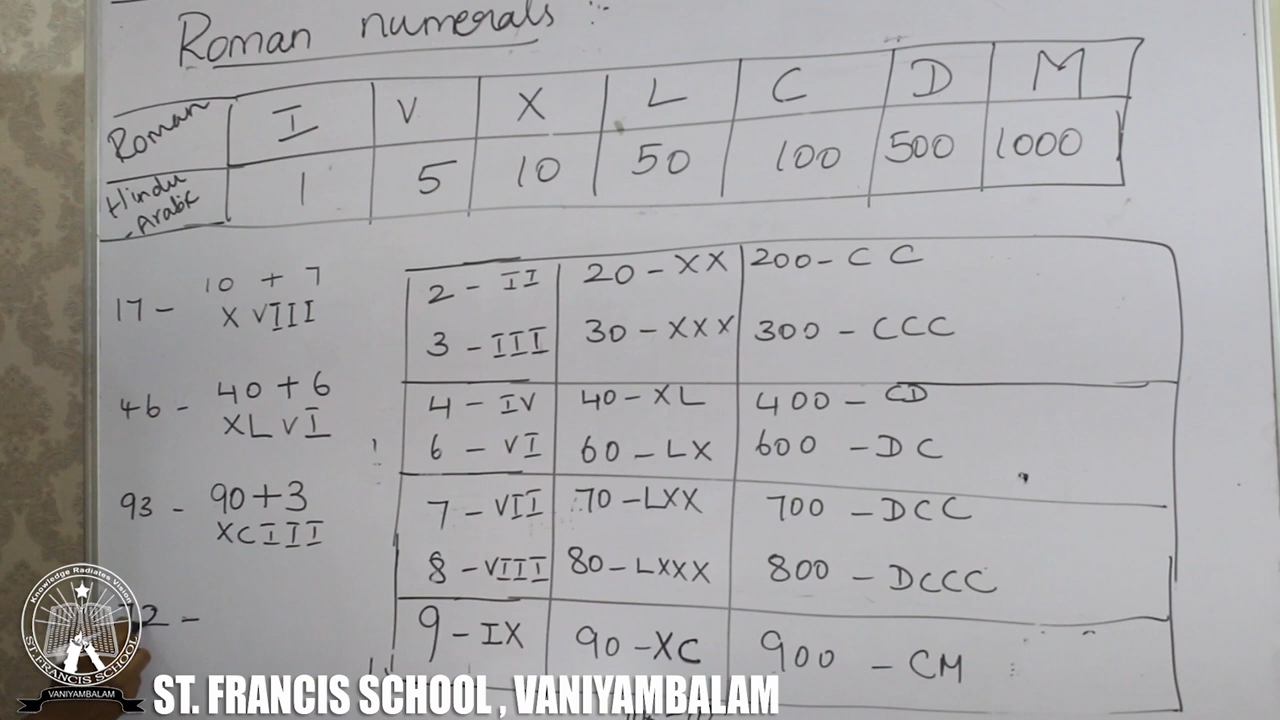 Roman numerals :-
Roman I V X L C D M
Hindu Arabic 1 5 10 50 100 500 1000
17 - 10 + 7
XVIII
46 - 40 + 6
XLVI
93 - 90+3
XCIII
2 -
2 - II 20 - XX 200 - CC
3 - III 30 - XXX 300 - CCC
4 - IV 40 - XL 400 - CD
6 - VI 60 - LX 600 - DC
7 - VII 70 - LXX 700 - DCC
8 - VIII 80 - LXXX 800 - DCCC
9 - IX 90 - XC 900 - CM
Knowledge Radiates Vision
ST.FRANCIS SCHOOL
VANIYAMBALAM
ST. FRANCIS SCHOOL , VANIYAMBALAM